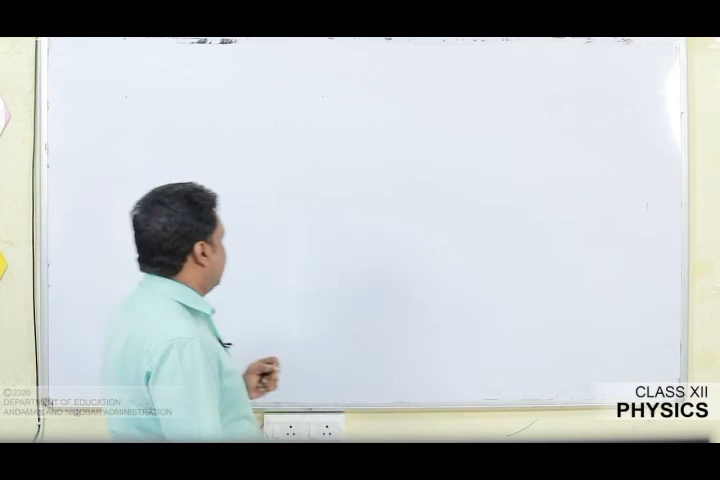 ©2020
DEPARTMENT OF EDUCATION
ANDAMAN AND NICOBAR ADMINISTRATION
CLASS XII
PHYSICS